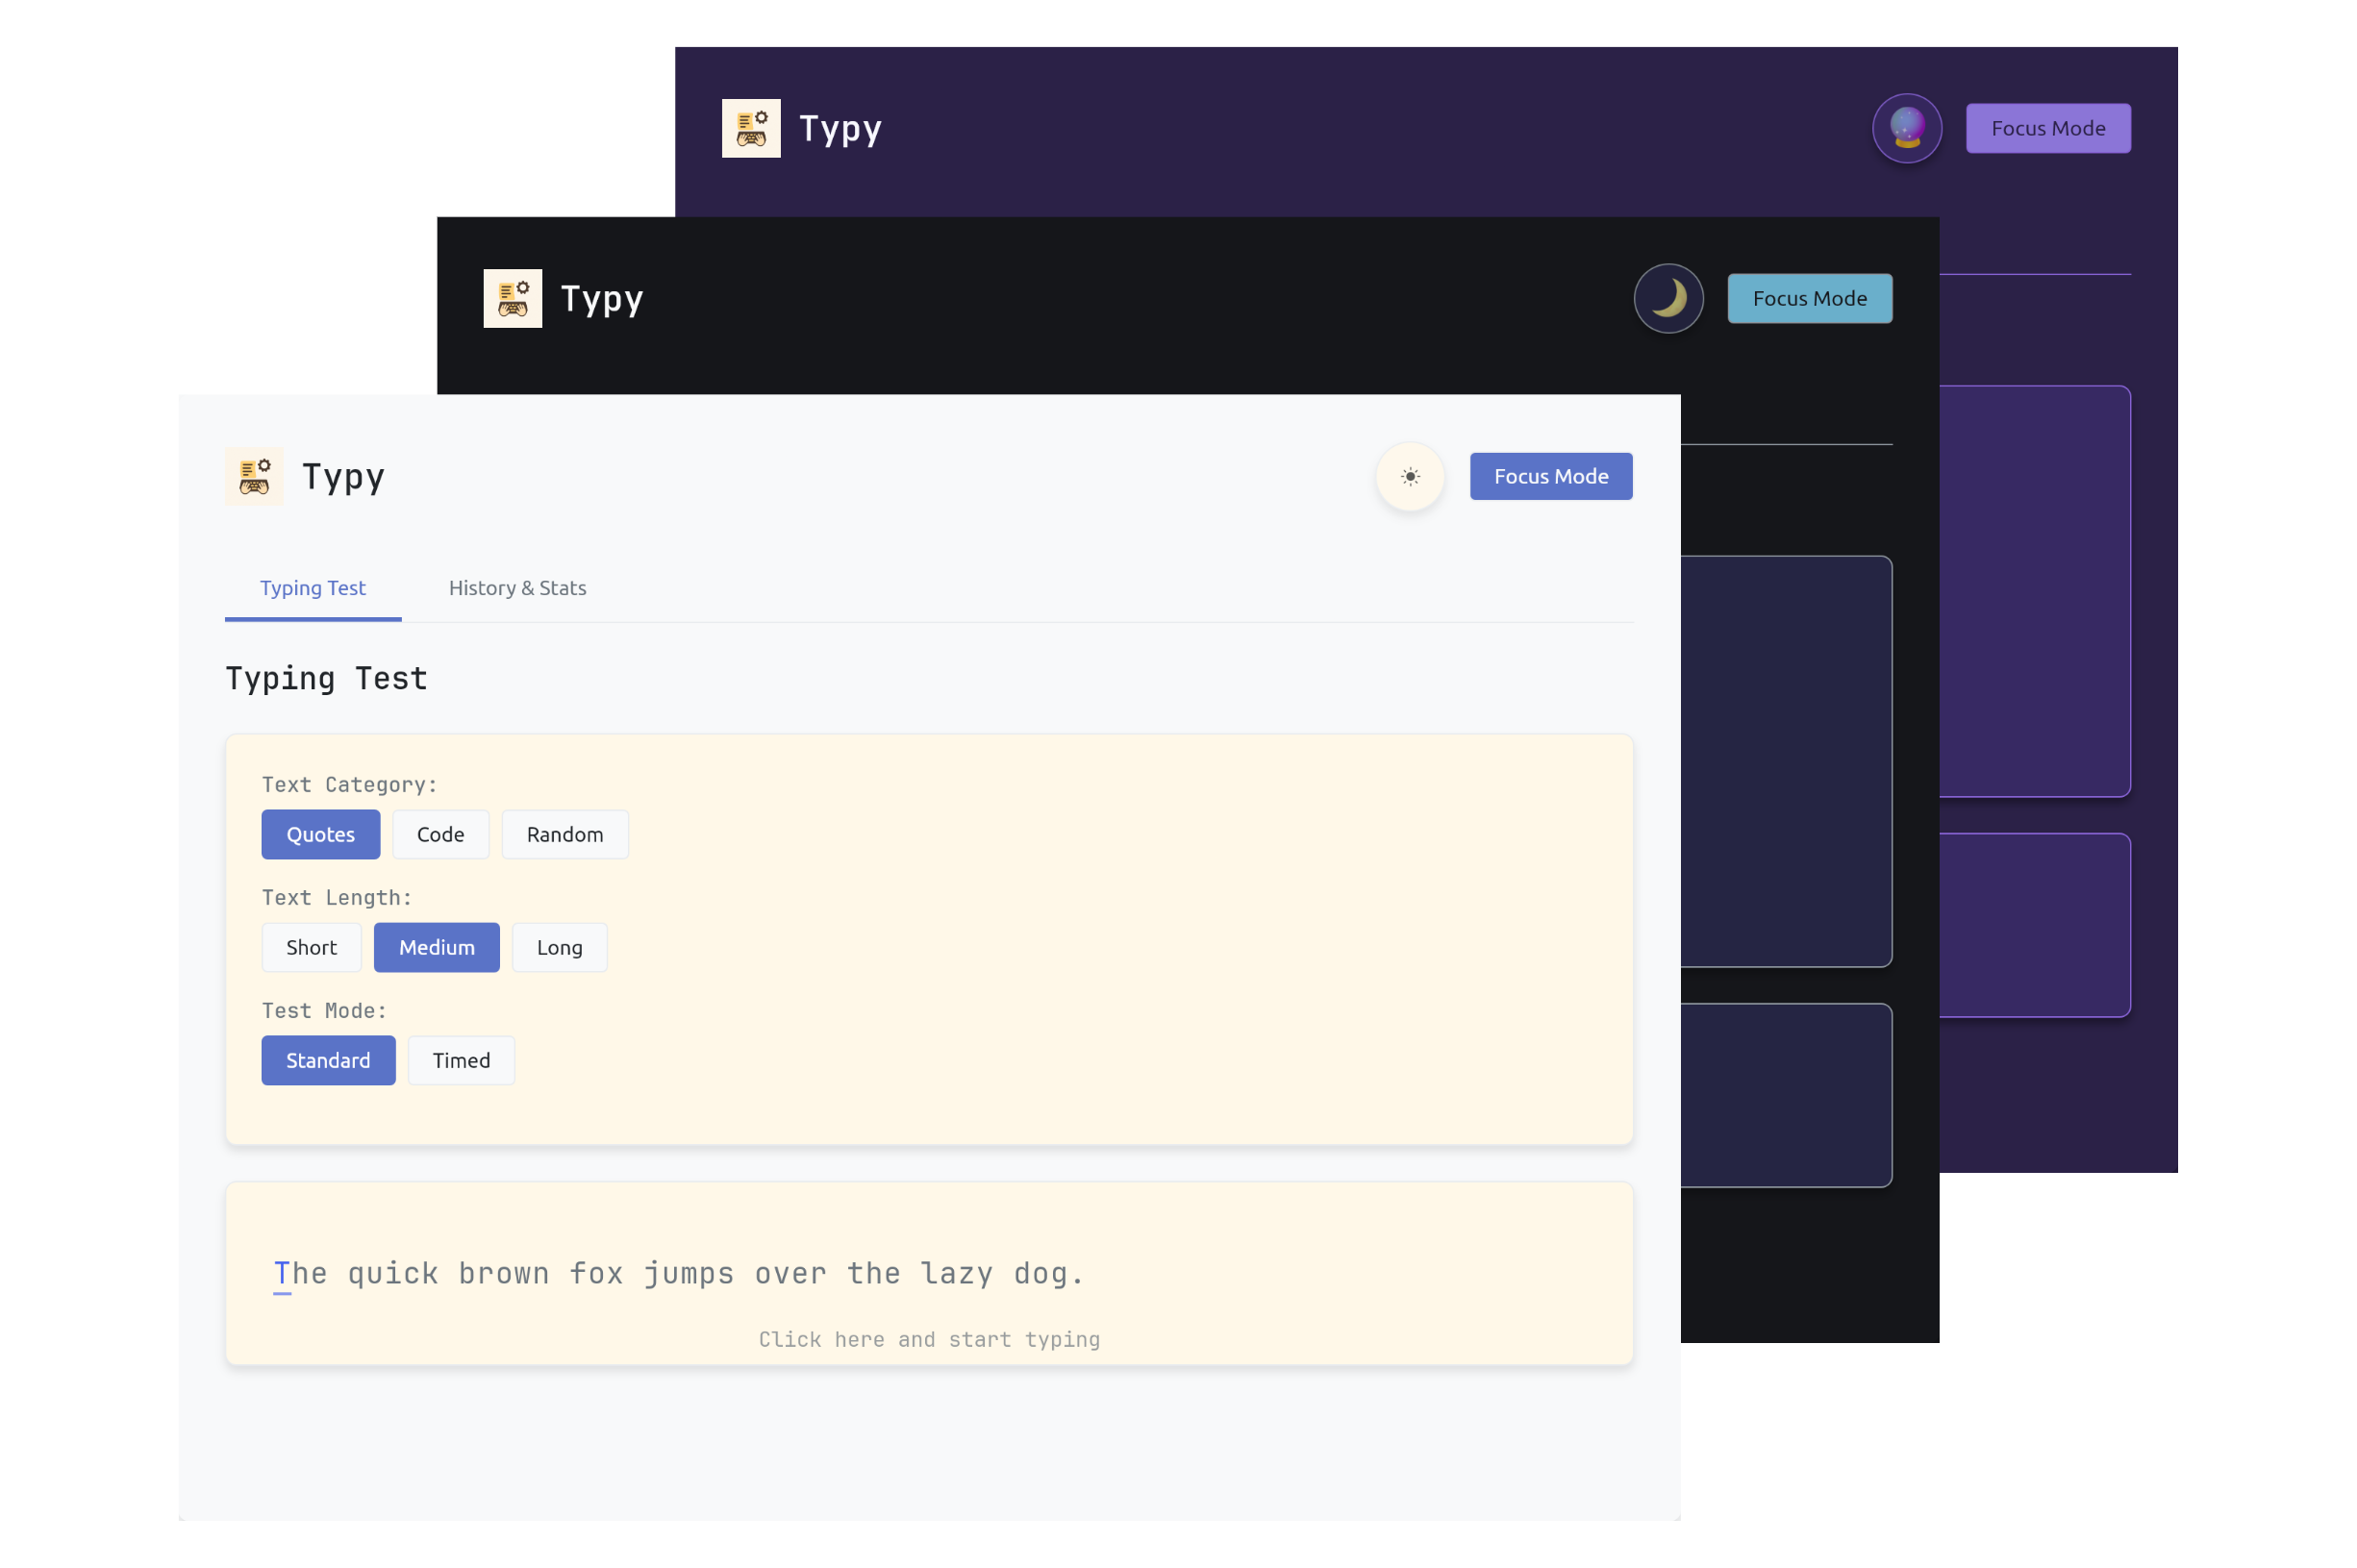 Typy
Focus Mode
Typy
Focus Mode
Typy
Focus Mode
Typing Test
History & Stats
Typing Test
Text Category:
Quotes
Code
Random
Text Length:
Short
Medium
Long
Test Mode:
Standard
Timed
The quick brown fox jumps over the lazy dog.
Click here and start typing